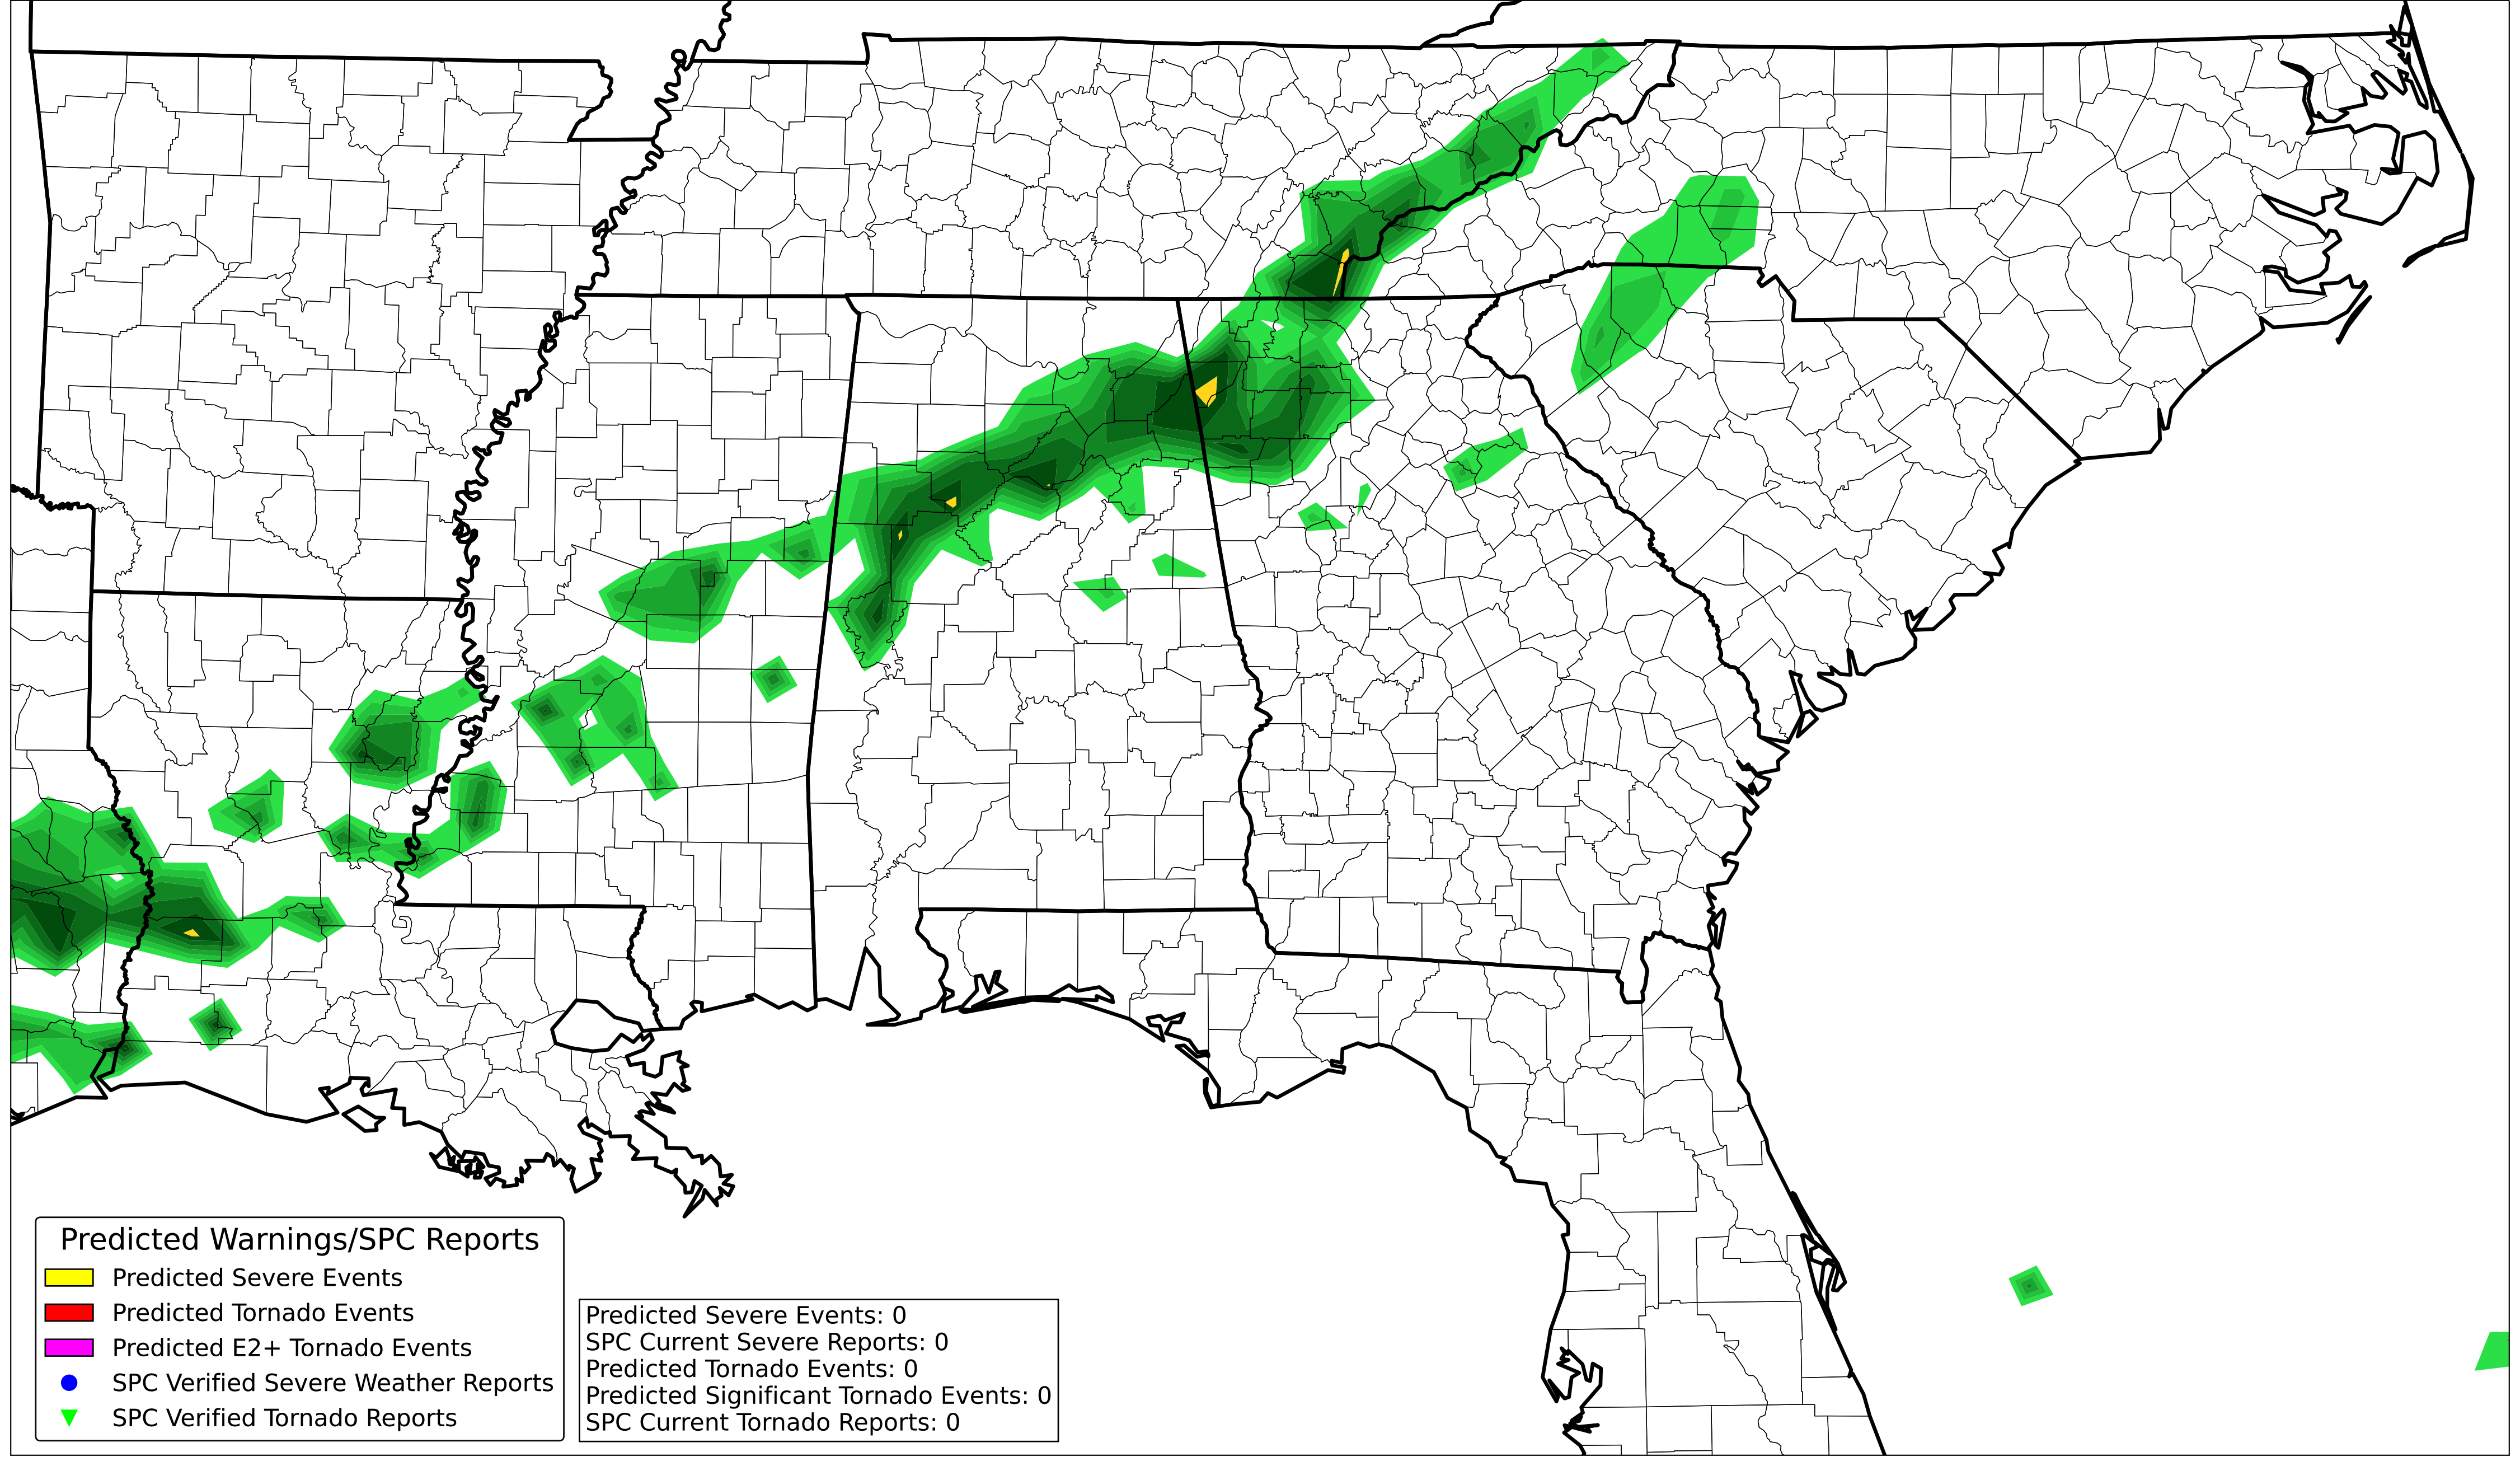 Predicted Warnings/SPC Reports
Predicted Severe Events
Predicted Tornado Events
Predicted E2+ Tornado Events
SPC Verified Severe Weather Reports
SPC Verified Tornado Reports
Predicted Severe Events: 0
SPC Current Severe Reports: 0
Predicted Tornado Events: 0
Predicted Significant Tornado Events: 0
SPC Current Tornado Reports: 0